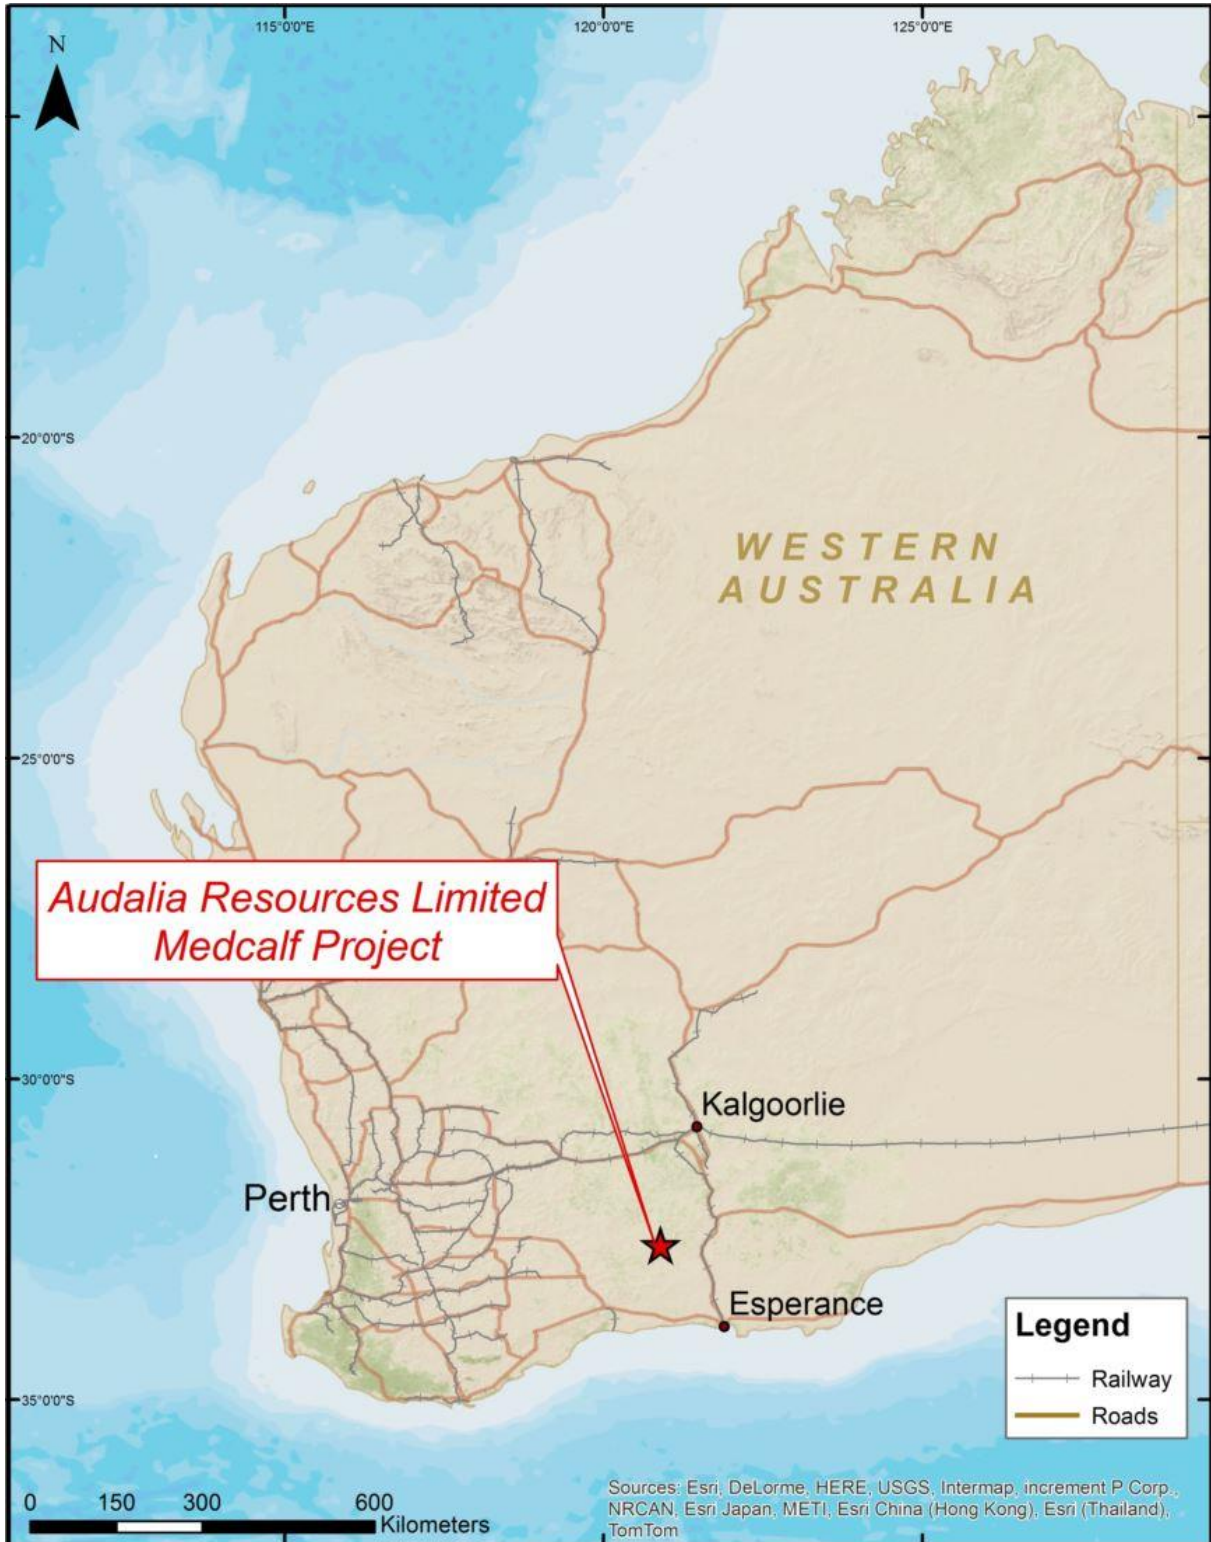 115°0'0"E 120°0'0"E 125°0'0"E
N
20°0'0"S
WESTERN
AUSTRALIA
25°0'0"S
Audalia Resources Limited
Medcalf Project
30°0'0"S
Kalgoorlie
Perth
Esperance
Legend
Railway
Roads
35°0'0"S
0 150 300 600
Kilometers
Sources: Esri, DeLorme, HERE, USGS, Intermap, increment P Corp.,
NRCAN, Esri Japan, METI, Esri China (Hong Kong), Esri (Thailand),
TomTom